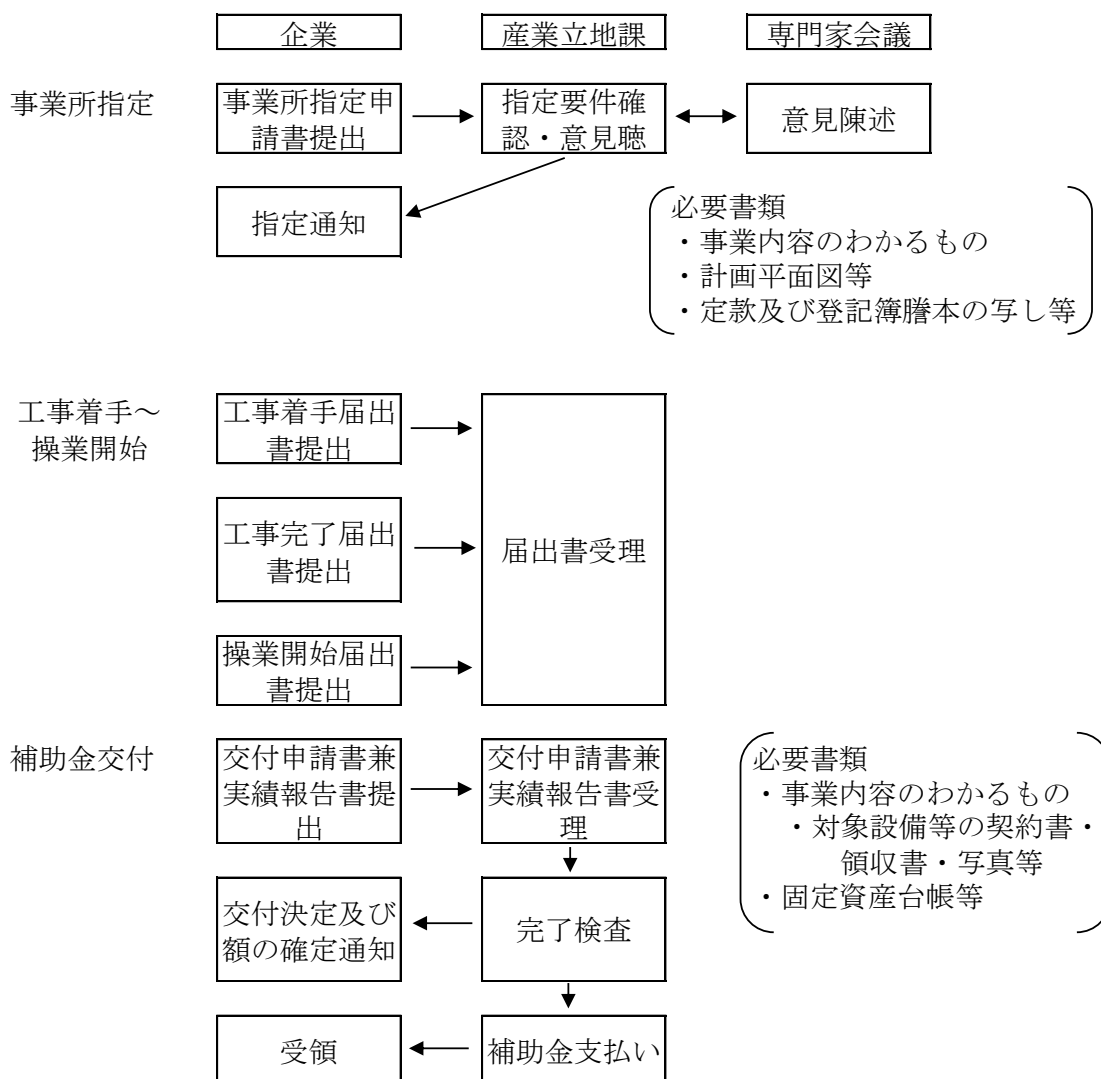 企業
産業立地課
専門家会議
事業所指定
事業所指定申
請書提出
指定要件確
認・意見聴
意見陳述
指定通知
必要書類
・事業内容のわかるもの
・計画平面図等
・定款及び登記簿謄本の写し等
工事着手～
操業開始
工事着手届出
書提出
工事完了届出
書提出
届出書受理
操業開始届出
書提出
補助金交付
交付申請書兼
実績報告書提
出
交付申請書兼
実績報告書受
理
必要書類
・事業内容のわかるもの
・対象設備等の契約書・
領収書・写真等
・固定資産台帳等
交付決定及び
額の確定通知
完了検査
受領
補助金支払い